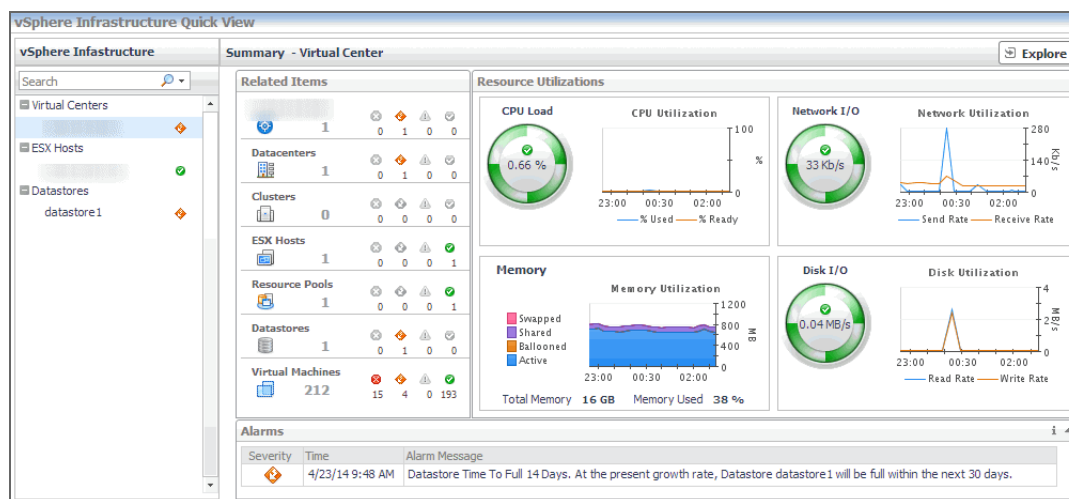 vSphere Infrastructure Quick View
vSphere Infastructure
Search
Virtual Centers
ESX Hosts
Datastores
datastore1
Summary - Virtual Center
Explore
Related Items
1
0 1 0 0
Datacenters
1
0 1 0 0
Clusters
0
0 0 0 0
ESX Hosts
1
0 0 0 1
Resource Pools
1
0 0 0 1
Datastores
1
0 1 0 0
Virtual Machines
212
15 4 0 193
Resource Utilizations
CPU Load
0.66 %
CPU Utilization
100
%
0
23:00 00:30 02:00
% Used % Ready
Network I/O
33 Kb/s
Network Utilization
280
140
0
Kb/s
23:00 00:30 02:00
Send Rate Receive Rate
Memory
Swapped
Shared
Ballooned
Active
Memory Utilization
1200
800
400
0
MB
23:00 00:30 02:00
Total Memory 16 GB Memory Used 38 %
Disk I/O
0.04 MB/s
Disk Utilization
4
2
0
MB/s
23:00 00:30 02:00
Read Rate Write Rate
Alarms
Severity Time Alarm Message
4/23/14 9:48 AM Datastore Time To Full 14 Days. At the present growth rate, Datastore datastore1 will be full within the next 30 days.